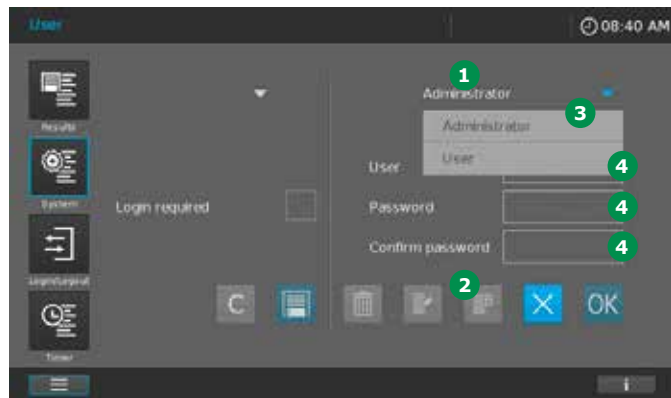 User
08:40 AM
1
Administrator
3
Administrator
User
Results
User
4
System
Login required
Password
4
Confirm password
4
Login/Logout
2
C
OK
Timer
i